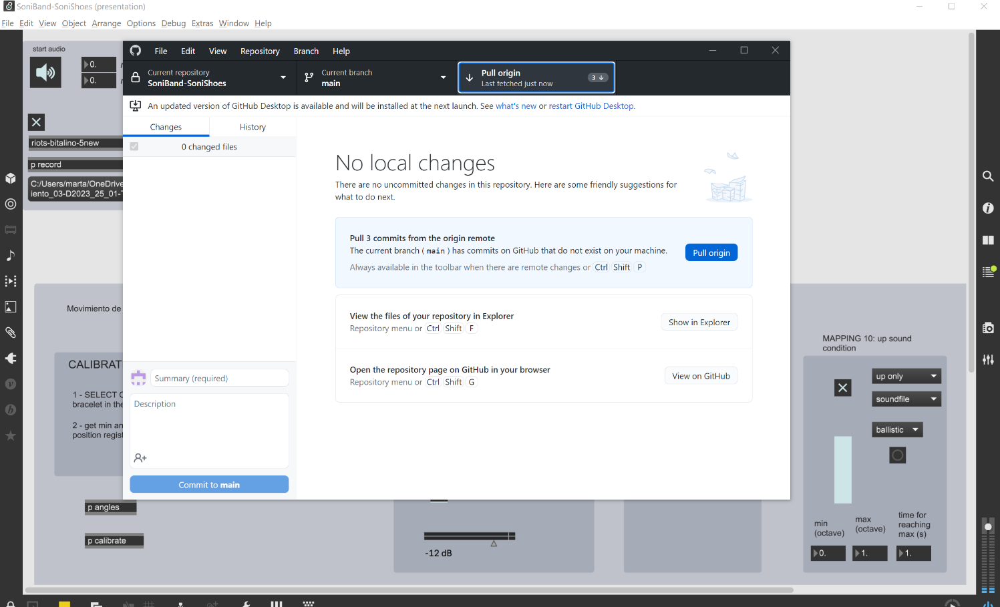 SoniBand-SoniShoes (presentation)
File Edit View Object Arrange Options Debug Extras Window Help
start audio
0.
0.
riots-bitalino-5new
p record
C:/Users/marta/OneDrive
iento_03-D2023_25_01-
File Edit View Repository Branch Help
Current repository
SoniBand-SoniShoes
Current branch
main
Pull origin
Last fetched just now
3
An updated version of GitHub Desktop is available and will be installed at the next launch. See what's new or restart GitHub Desktop.
Changes
History
0 changed files
No local changes
There are no uncommitted changes in this repository. Here are some friendly suggestions for
what to do next.
Pull 3 commits from the origin remote
The current branch ( main ) has commits on GitHub that do not exist on your machine.
Always available in the toolbar when there are remote changes or Ctrl Shift P
Pull origin
View the files of your repository in Explorer
Repository menu or Ctrl Shift F
Show in Explorer
Open the repository page on GitHub in your browser
Repository menu or Ctrl Shift G
View on GitHub
Summary (required)
Description
Commit to main
Movimiento de
CALIBRAT
1 - SELECT
bracelet in the
2 - get min an
position regist
p angles
p calibrate
-12 dB
MAPPING 10: up sound
condition
up only
soundfile
ballistic
min
(octave)
max
(octave)
time for
reaching
max (s)
0.
1.
1.